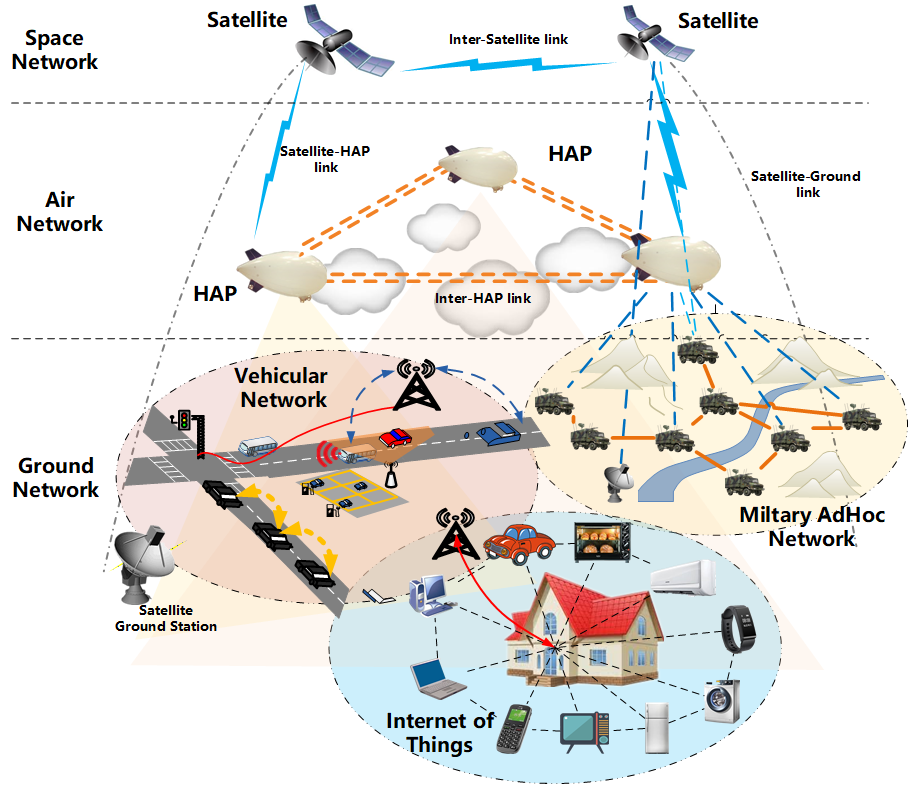 Satellite
Satellite
Space
Network
Inter-Satellite link
Satellite-HAP
link
HAP
Satellite-Ground
link
Air
Network
HAP
Inter-HAP link
Vehicular
Network
Ground
Network
Miltary AdHoc
Network
Satellite
Ground Station
Internet of
Things